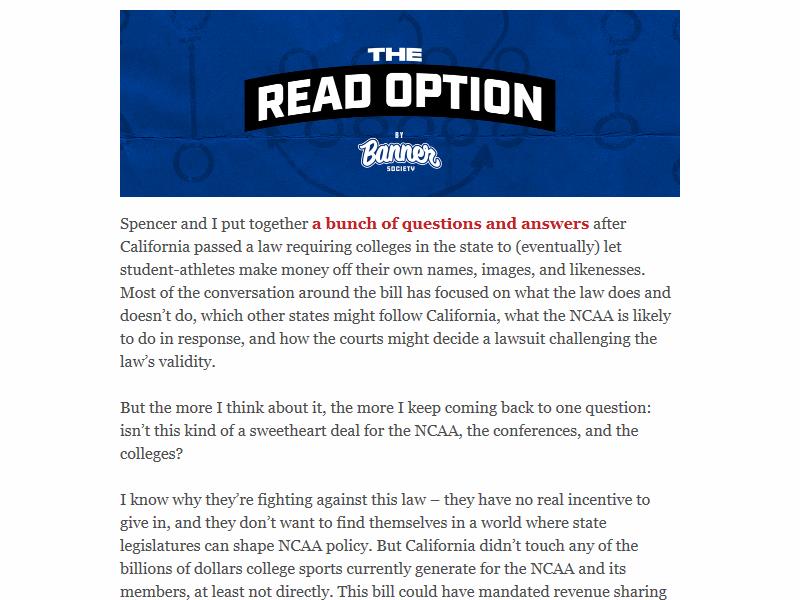 THE
READ OPTION
BY
Banner
SOCIETY
Spencer and I put together a bunch of questions and answers after
California passed a law requiring colleges in the state to (eventually) let
student-athletes make money off their own names, images, and likenesses.
Most of the conversation around the bill has focused on what the law does and
doesn’t do, which other states might follow California, what the NCAA is likely
to do in response, and how the courts might decide a lawsuit challenging the
law’s validity.
But the more I think about it, the more I keep coming back to one question:
isn’t this kind of a sweetheart deal for the NCAA, the conferences, and the
colleges?
I know why they’re fighting against this law – they have no real incentive to
give in, and they don’t want to find themselves in a world where state
legislatures can shape NCAA policy. But California didn’t touch any of the
billions of dollars college sports currently generate for the NCAA and its
members, at least not directly. This bill could have mandated revenue sharing